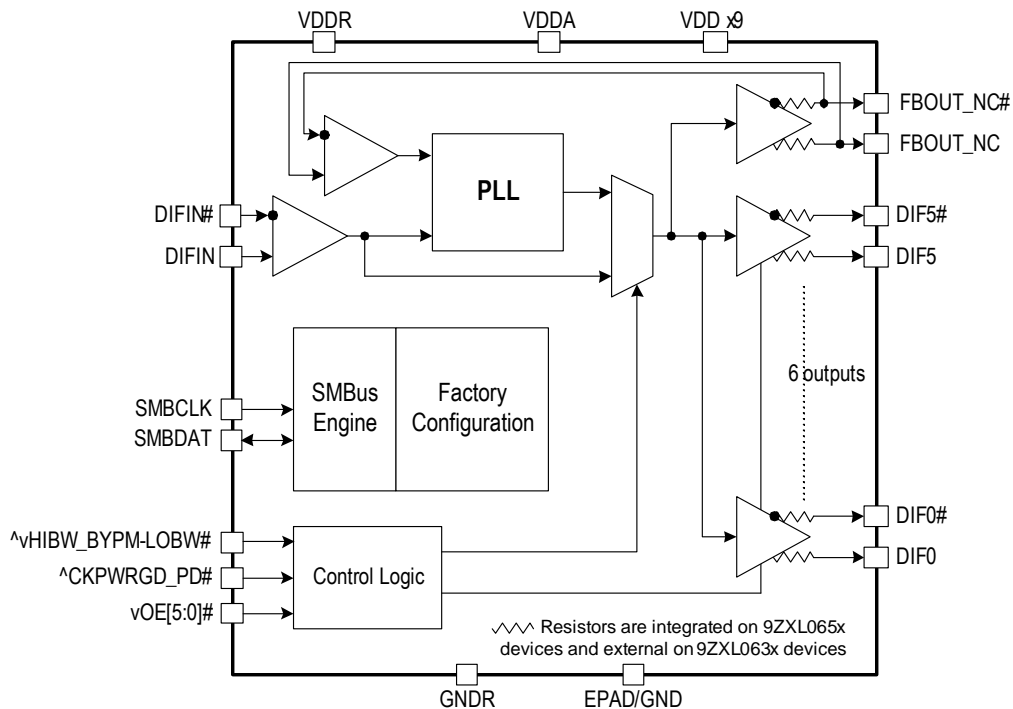 VDDR
VDDA
VDD x9
FBOUT_NC#
FBOUT_NC
PLL
DIFIN#
DIFIN
DIF5#
DIF5
6 outputs
SMBus
Engine
Factory
Configuration
SMBCLK
SMBDAT
^vHIBW_BYPM-LOBW#
^CKPWRGD_PD#
vOE[5:0]#
Control Logic
DIF0#
DIF0
Resistors are integrated on 9ZXL065x
devices and external on 9ZXL063x devices
GNDR
EPAD/GND